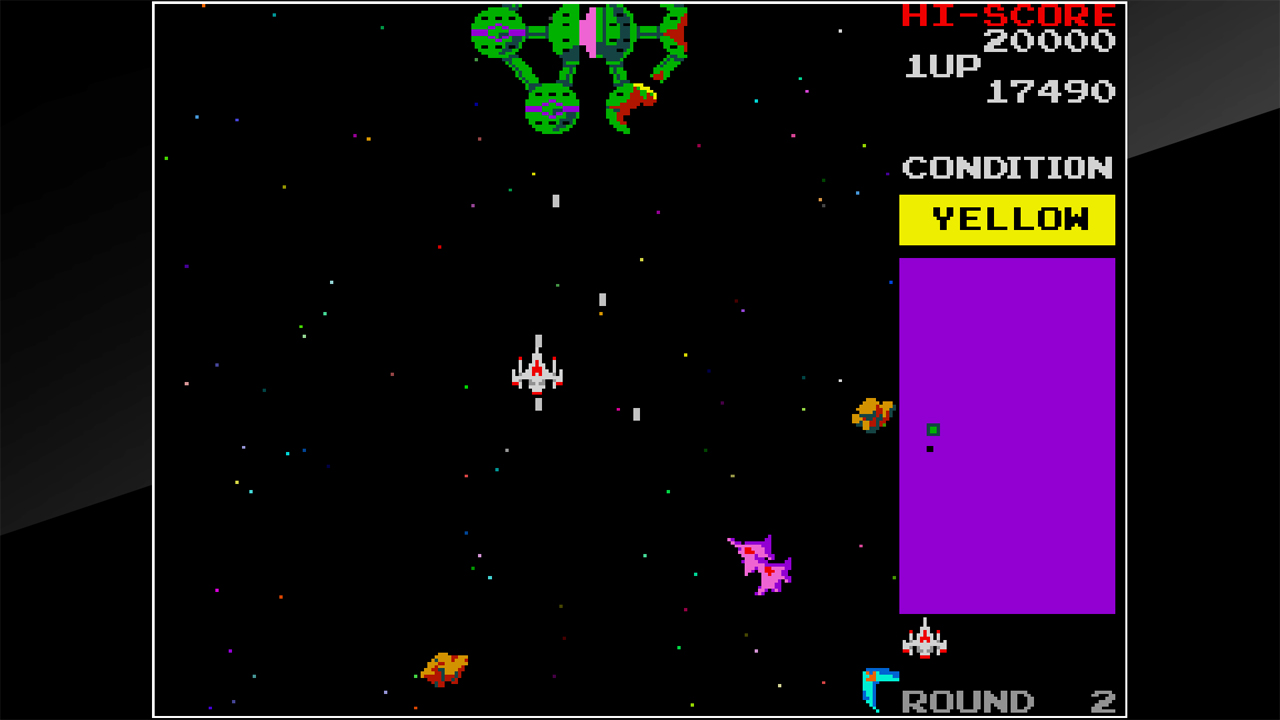 HI-SCORE
20000
1UP
17490
CONDITION
YELLOW
ROUND 2